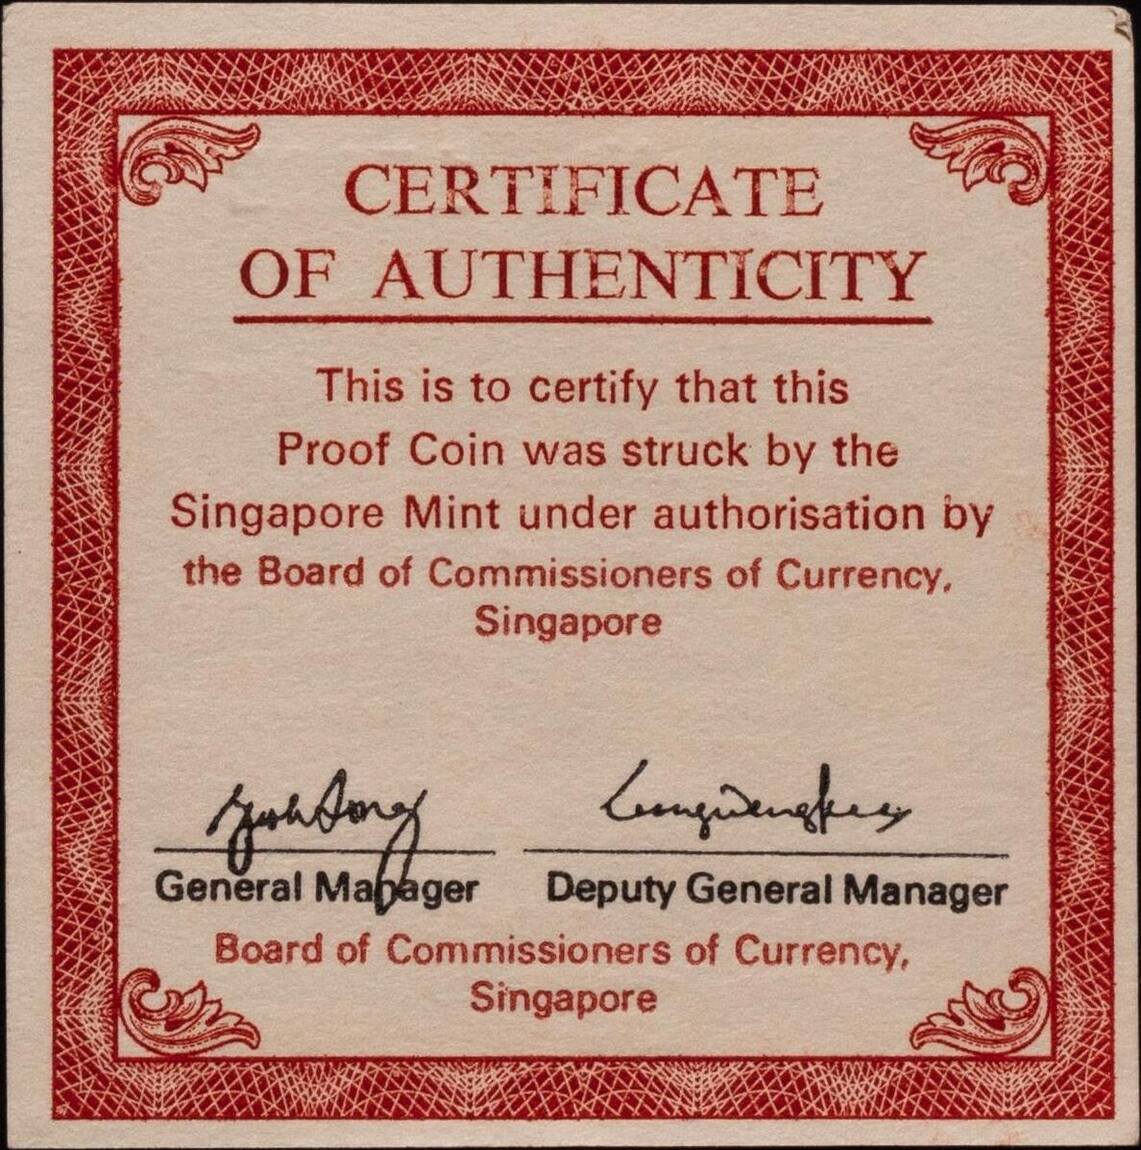 CERTIFICATE
OF AUTHENTICITY
This is to certify that this
Proof Coin was struck by the
Singapore Mint under authorisation by
the Board of Commissioners of Currency,
Singapore
General Manager
Deputy General Manager
Board of Commissioners of Currency,
Singapore